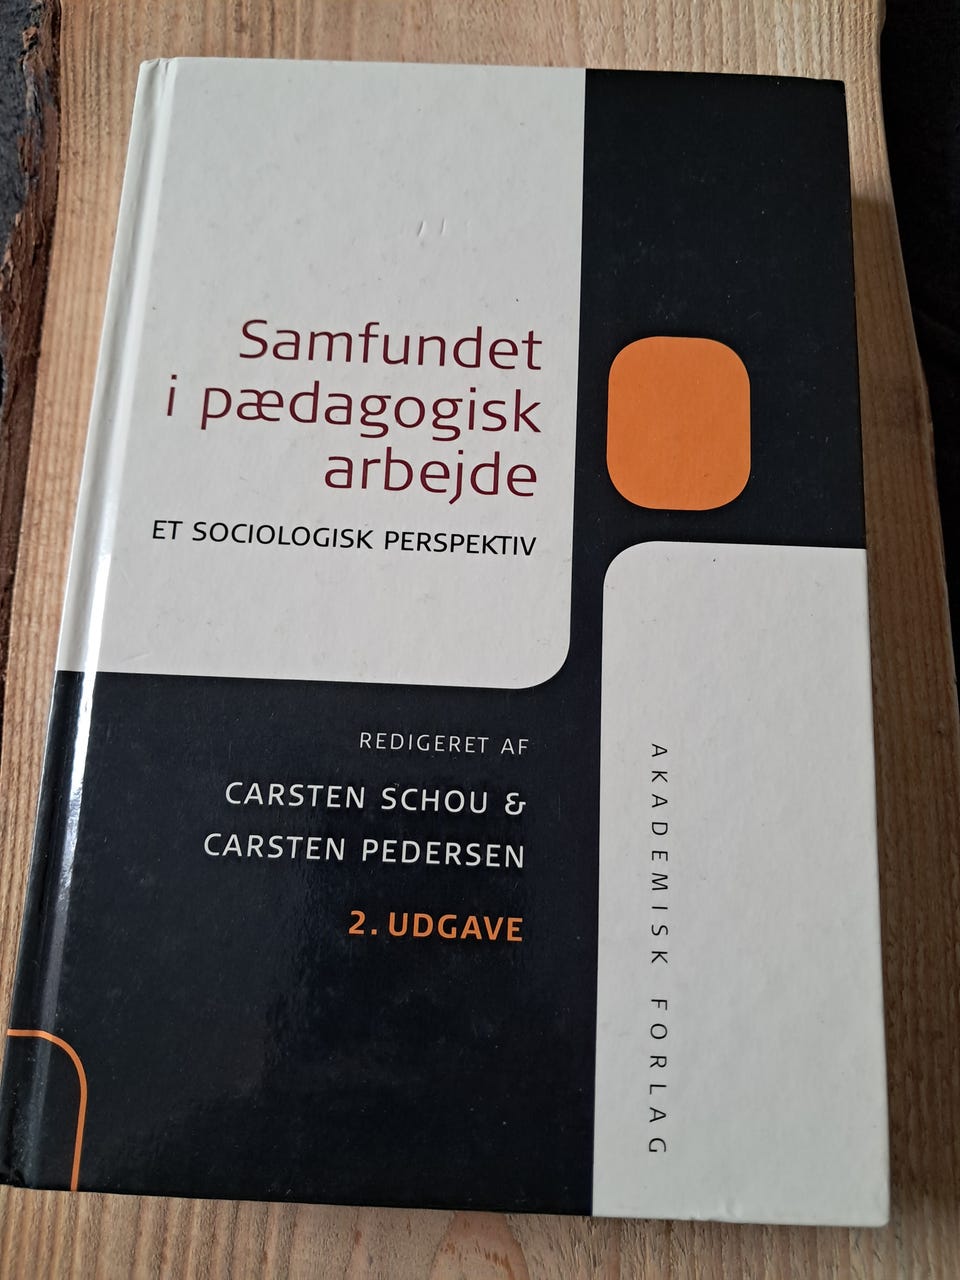 Samfundet
i pædagogisk
arbejde
ET SOCIOLOGISK PERSPEKTIV
REDIGERET AF
CARSTEN SCHOU &
CARSTEN PEDERSEN
2. UDGAVE
AKADEMISK FORLAG